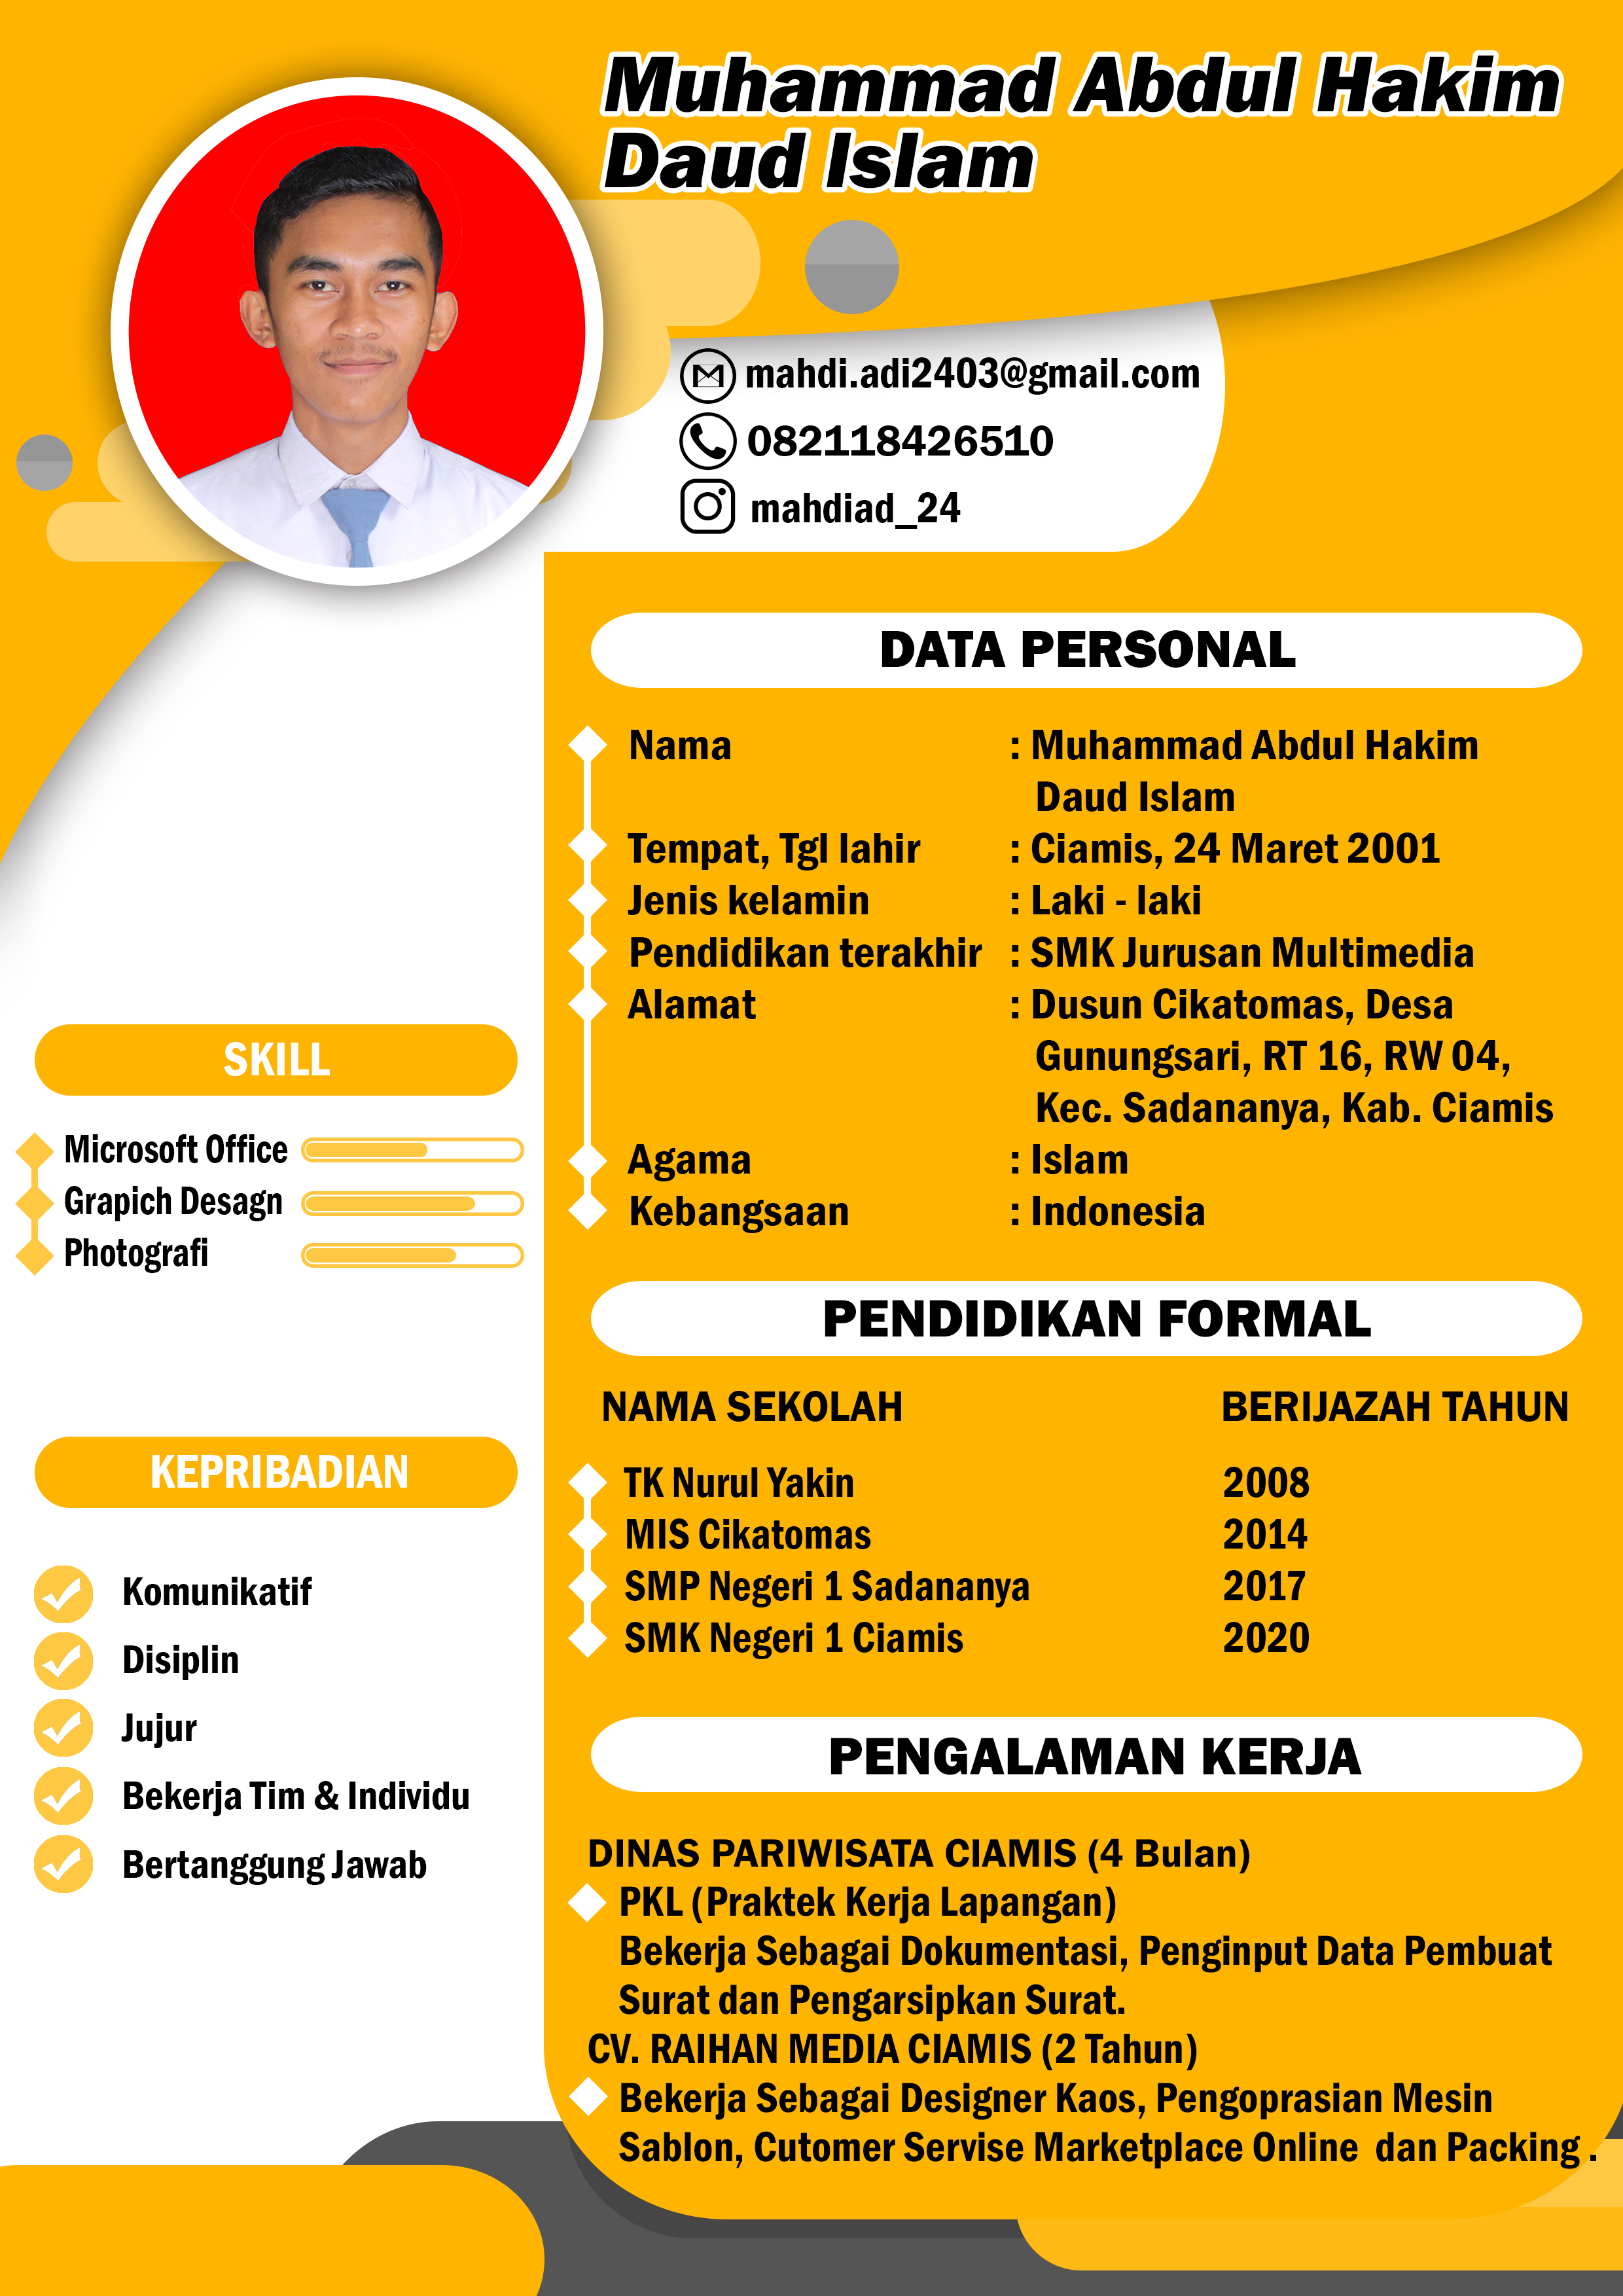 Muhammad Abdul Hakim
Daud Islam
mahdi.adi2403@gmail.com
082118426510
mahdiad_24
DATA PERSONAL
Nama : Muhammad Abdul Hakim
Daud Islam
Tempat, Tgl lahir : Ciamis, 24 Maret 2001
Jenis kelamin : Laki - laki
Pendidikan terakhir : SMK Jurusan Multimedia
Alamat : Dusun Cikatomas, Desa
Gunungsari, RT 16, RW 04,
Kec. Sadananya, Kab. Ciamis
Agama : Islam
Kebangsaan : Indonesia
SKILL
Microsoft Office
Grapich Desagn
Photografi
KEPRIBADIAN
Komunikatif
Disiplin
Jujur
Bekerja Tim & Individu
Bertanggung Jawab
PENDIDIKAN FORMAL
NAMA SEKOLAH BERIJAZAH TAHUN
TK Nurul Yakin 2008
MIS Cikatomas 2014
SMP Negeri 1 Sadananya 2017
SMK Negeri 1 Ciamis 2020
PENGALAMAN KERJA
DINAS PARIWISATA CIAMIS (4 Bulan)
PKL (Praktek Kerja Lapangan)
Bekerja Sebagai Dokumentasi, Penginput Data Pembuat
Surat dan Pengarsipkan Surat.
CV. RAIHAN MEDIA CIAMIS (2 Tahun)
Bekerja Sebagai Designer Kaos, Pengoprasian Mesin
Sablon, Cutomer Servise Marketplace Online dan Packing .